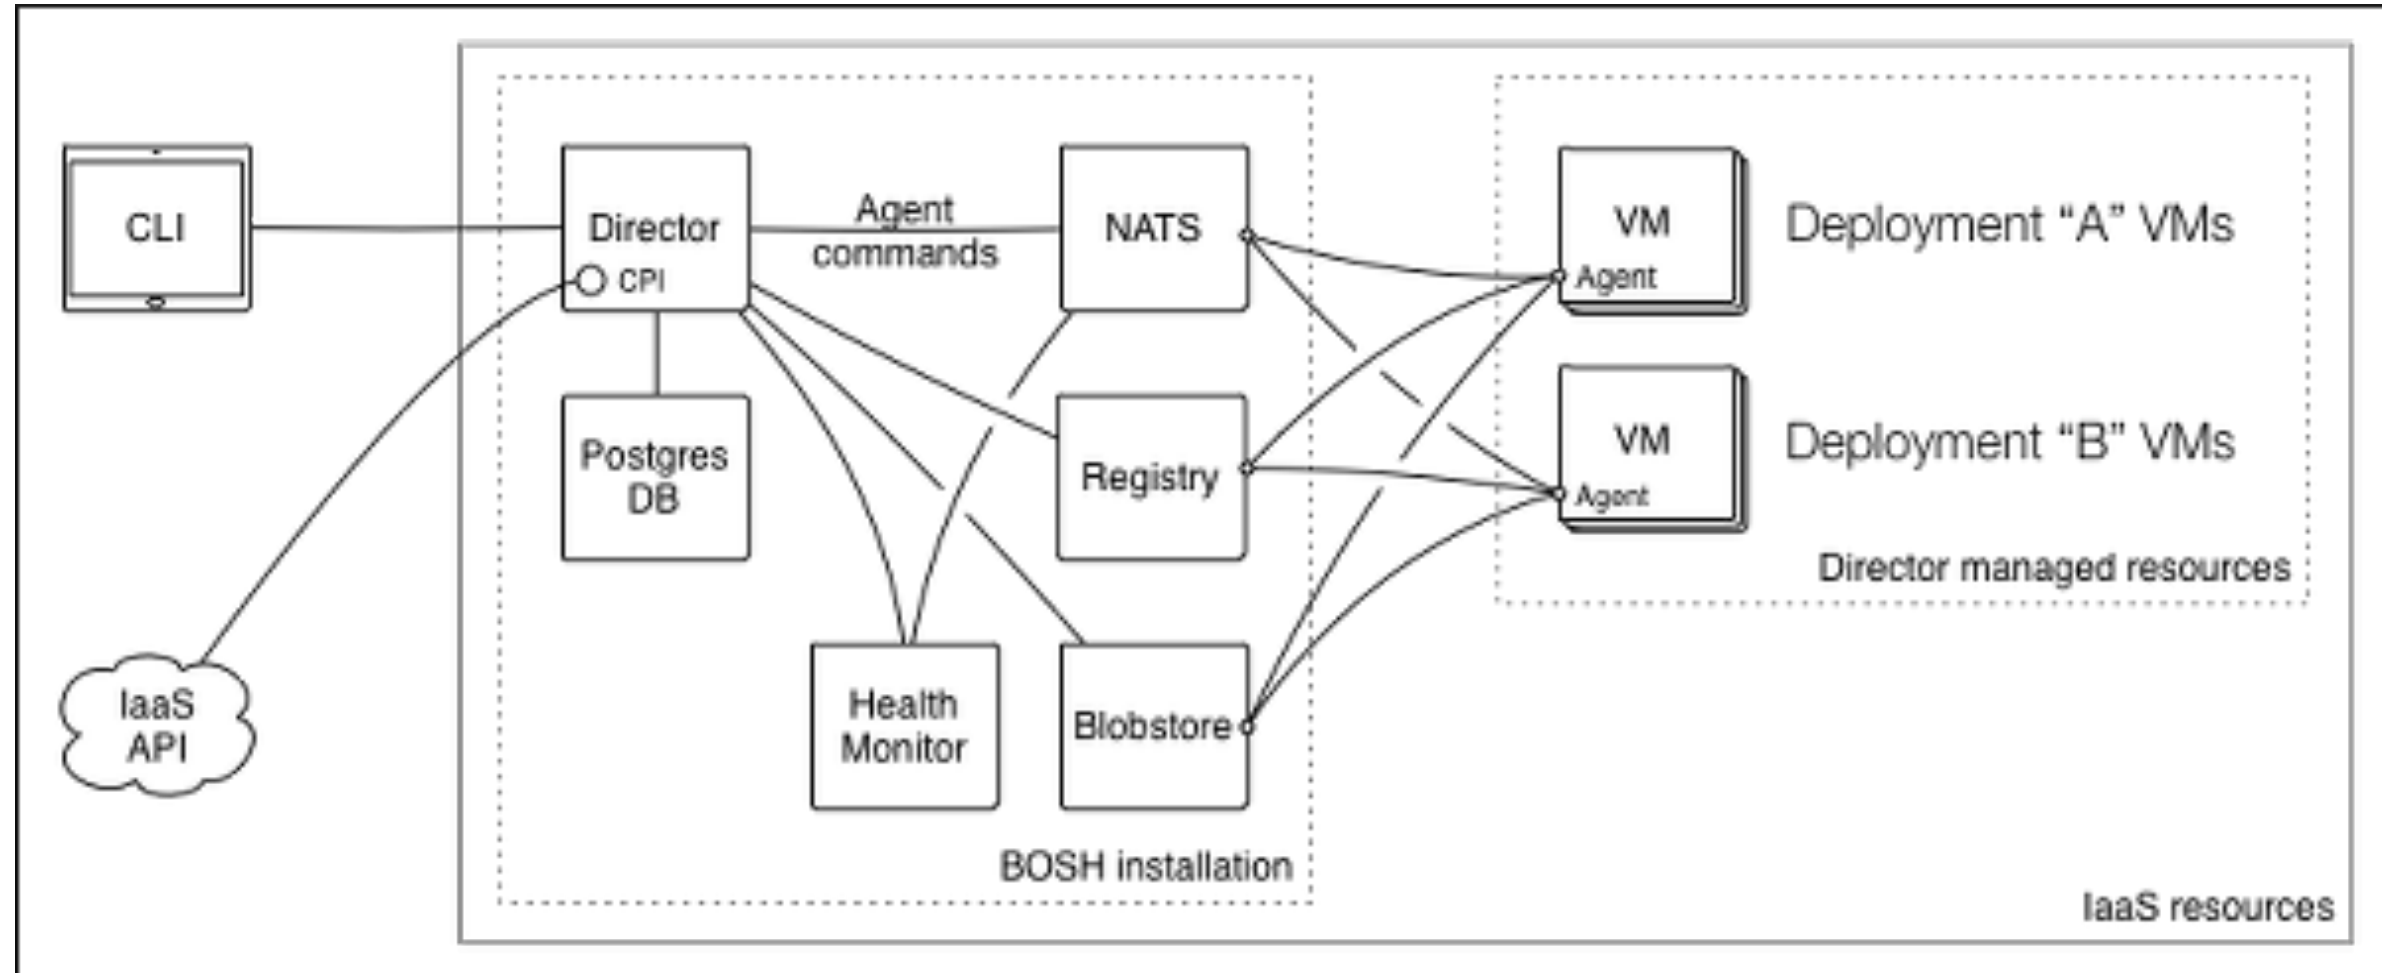 CLI
Director
CPI
Agent
commands
NATS
VM
Agent
Deployment “A” VMs
Postgres
DB
Registry
VM
Agent
Deployment “B” VMs
Director managed resources
IaaS
API
Health
Monitor
Blobstore
BOSH installation
IaaS resources